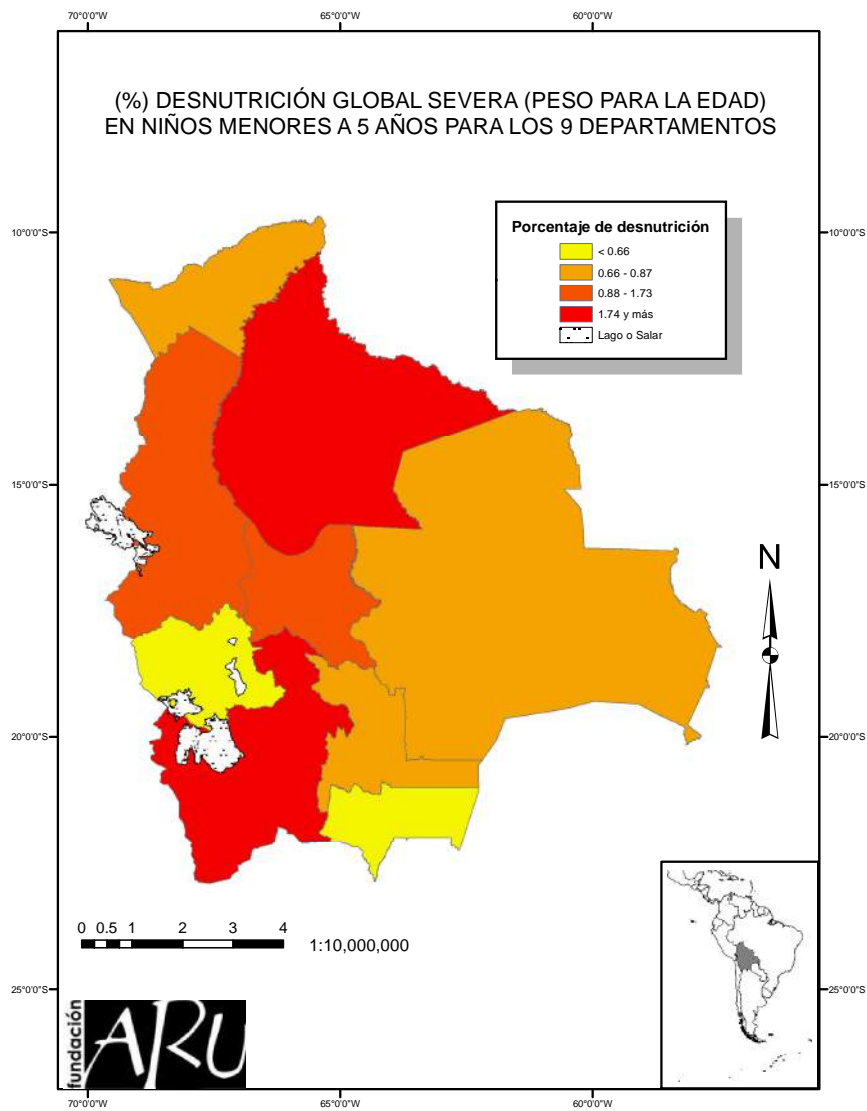 70°0'0"W 65°0'0"W 60°0'0"W
(%) DESNUTRICIÓN GLOBAL SEVERA (PESO PARA LA EDAD)
EN NIÑOS MENORES A 5 AÑOS PARA LOS 9 DEPARTAMENTOS
Porcentaje de desnutrición
< 0.66
0.66 - 0.87
0.88 - 1.73
1.74 y más
Lago o Salar
10°0'0"S 10°0'0"S
15°0'0"S 15°0'0"S
N
20°0'0"S 20°0'0"S
0 0.5 1 2 3 4
1:10,000,000
25°0'0"S 25°0'0"S
fundación
ARU
70°0'0"W 65°0'0"W 60°0'0"W